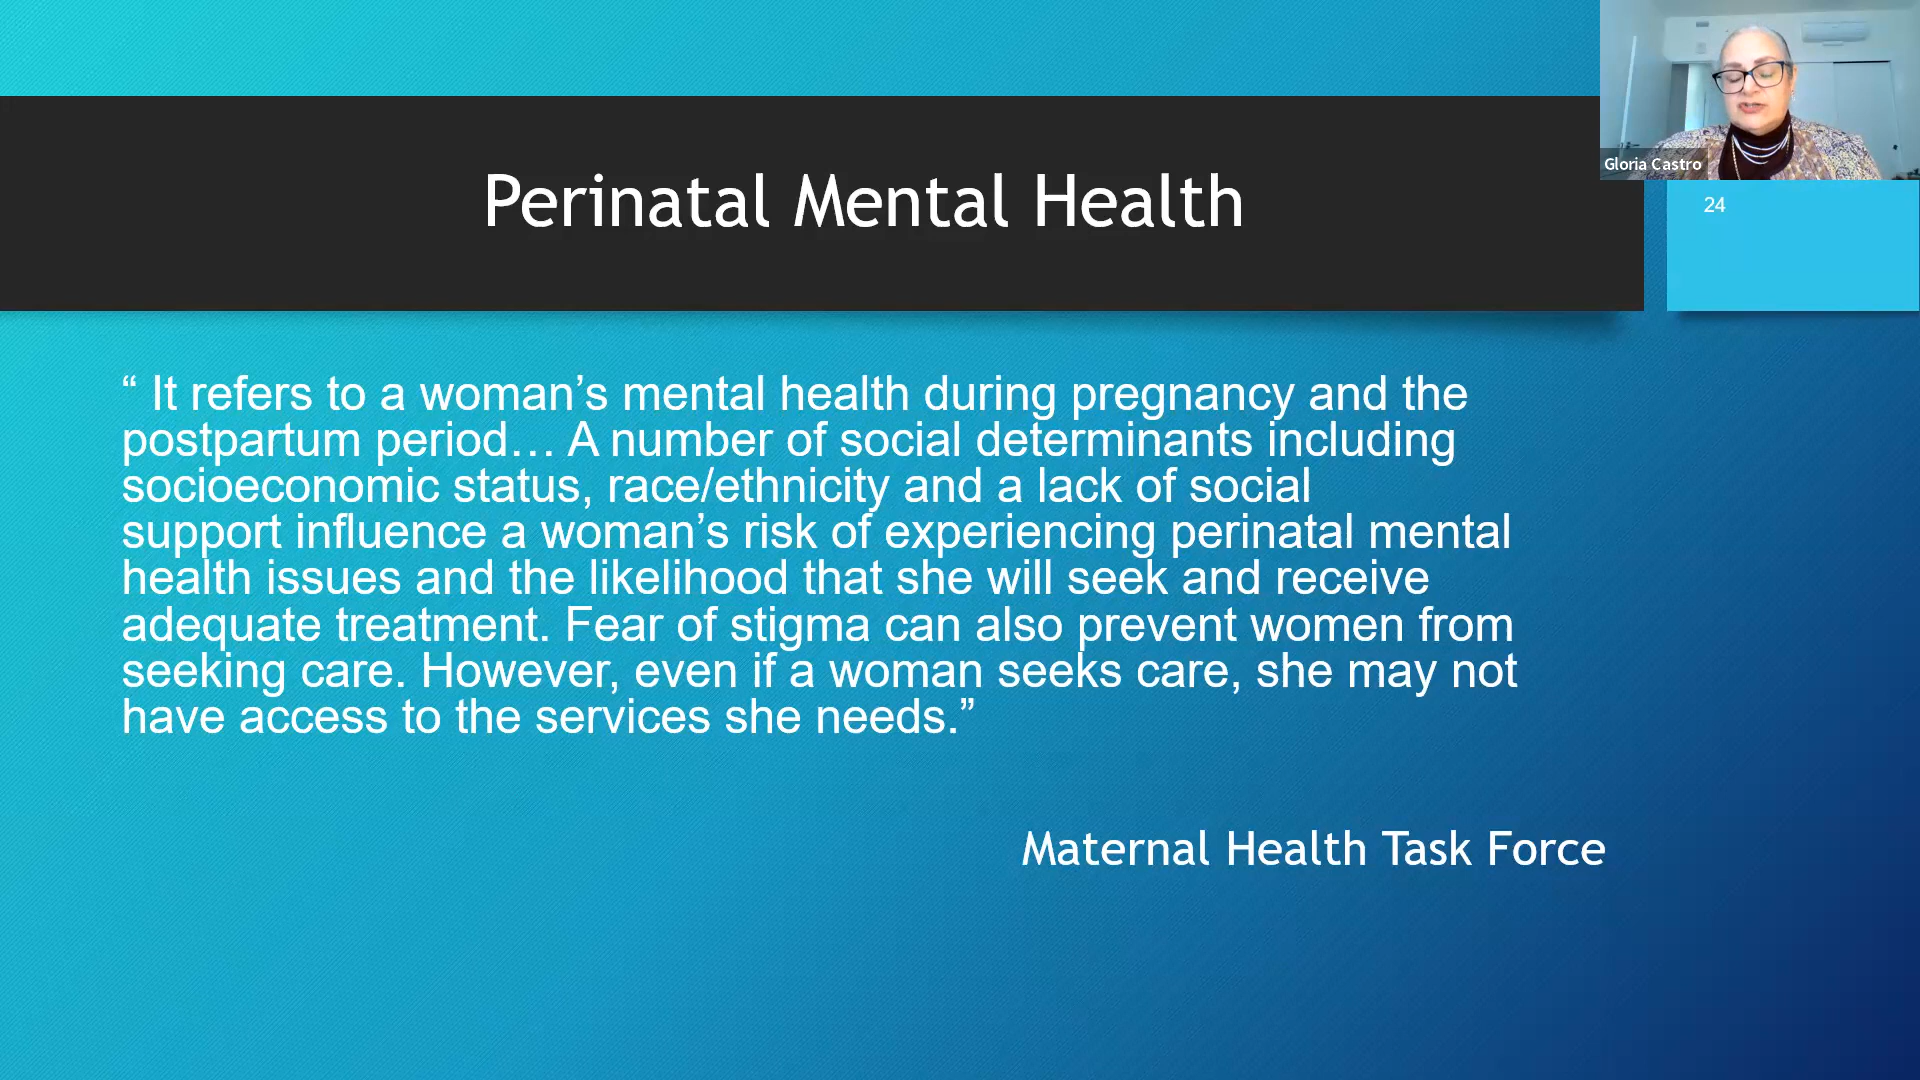 Gloria Castro
Perinatal Mental Health
24
“ It refers to a woman’s mental health during pregnancy and the
postpartum period… A number of social determinants including
socioeconomic status, race/ethnicity and a lack of social
support influence a woman’s risk of experiencing perinatal mental
health issues and the likelihood that she will seek and receive
adequate treatment. Fear of stigma can also prevent women from
seeking care. However, even if a woman seeks care, she may not
have access to the services she needs.”
Maternal Health Task Force